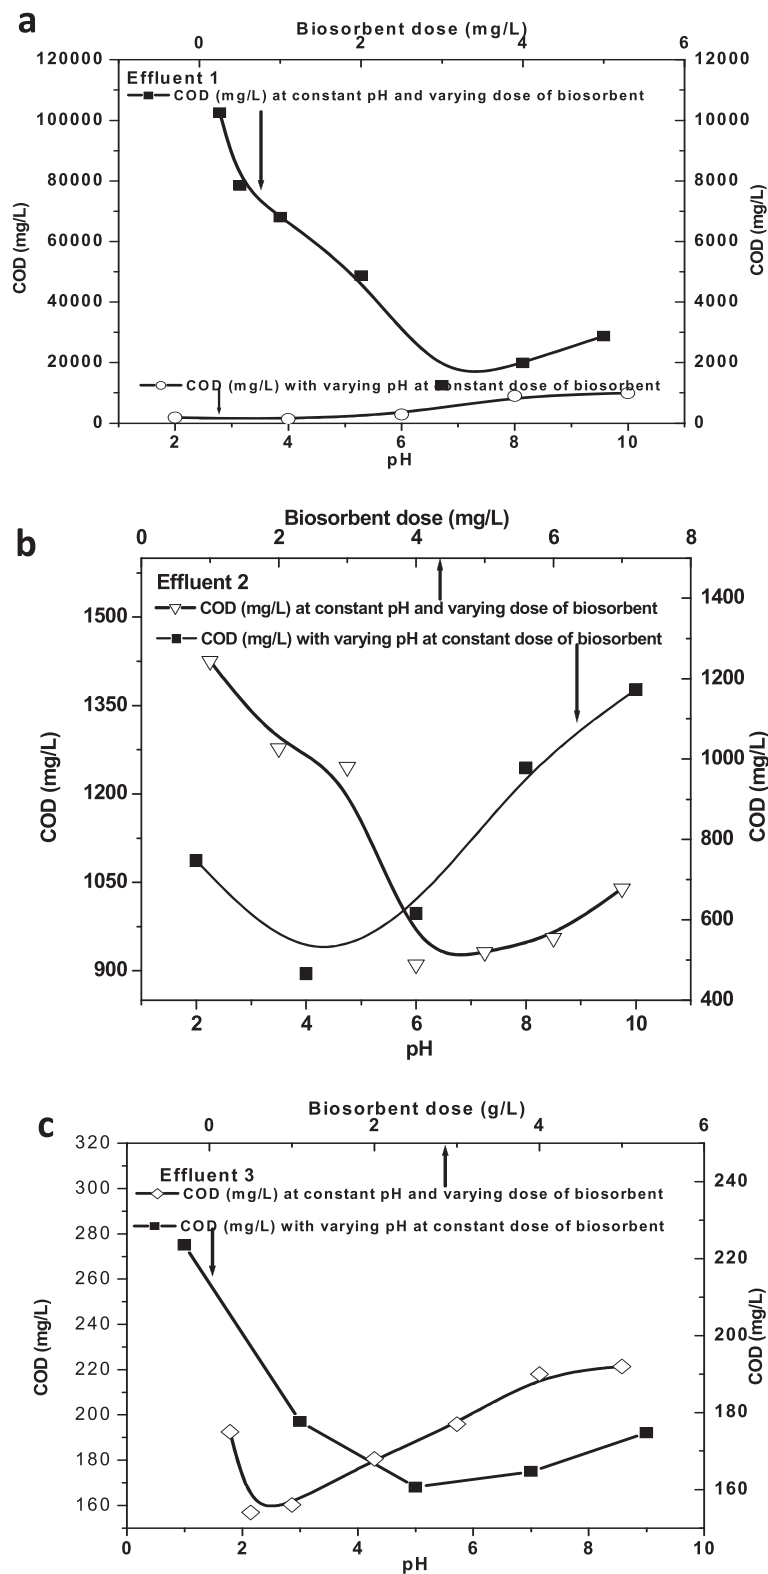 a
Biosorbent dose (mg/L)
0 2 4 6
120000 12000
Effluent 1
COD (mg/L) at constant pH and varying dose of biosorbent
100000 10000
80000 8000
COD (mg/L) COD (mg/L)
60000 6000
40000 4000
20000 2000
COD (mg/L) with varying pH at constant dose of biosorbent
0 0
2 4 6 8 10
pH
b
Biosorbent dose (mg/L)
0 2 4 6 8
Effluent 2
COD (mg/L) at constant pH and varying dose of biosorbent
1500 1400
COD (mg/L) with varying pH at constant dose of biosorbent
1350 1200
COD (mg/L) COD (mg/L)
1200 1000
800
1050 600
900 400
2 4 6 8 10
pH
c
Biosorbent dose (g/L)
0 2 4 6
320
Effluent 3
300 240
COD (mg/L) at constant pH and varying dose of biosorbent
COD (mg/L) with varying pH at constant dose of biosorbent
280 220
260
240 200
COD (mg/L) COD (mg/L)
220
200 180
180
160 160
0 2 4 6 8 10
pH